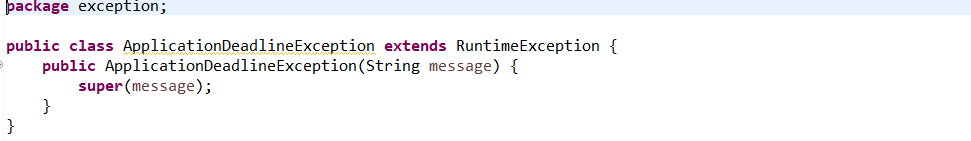 package exception;
public class ApplicationDeadlineException extends RuntimeException {
    public ApplicationDeadlineException(String message) {
        super(message);
    }
}